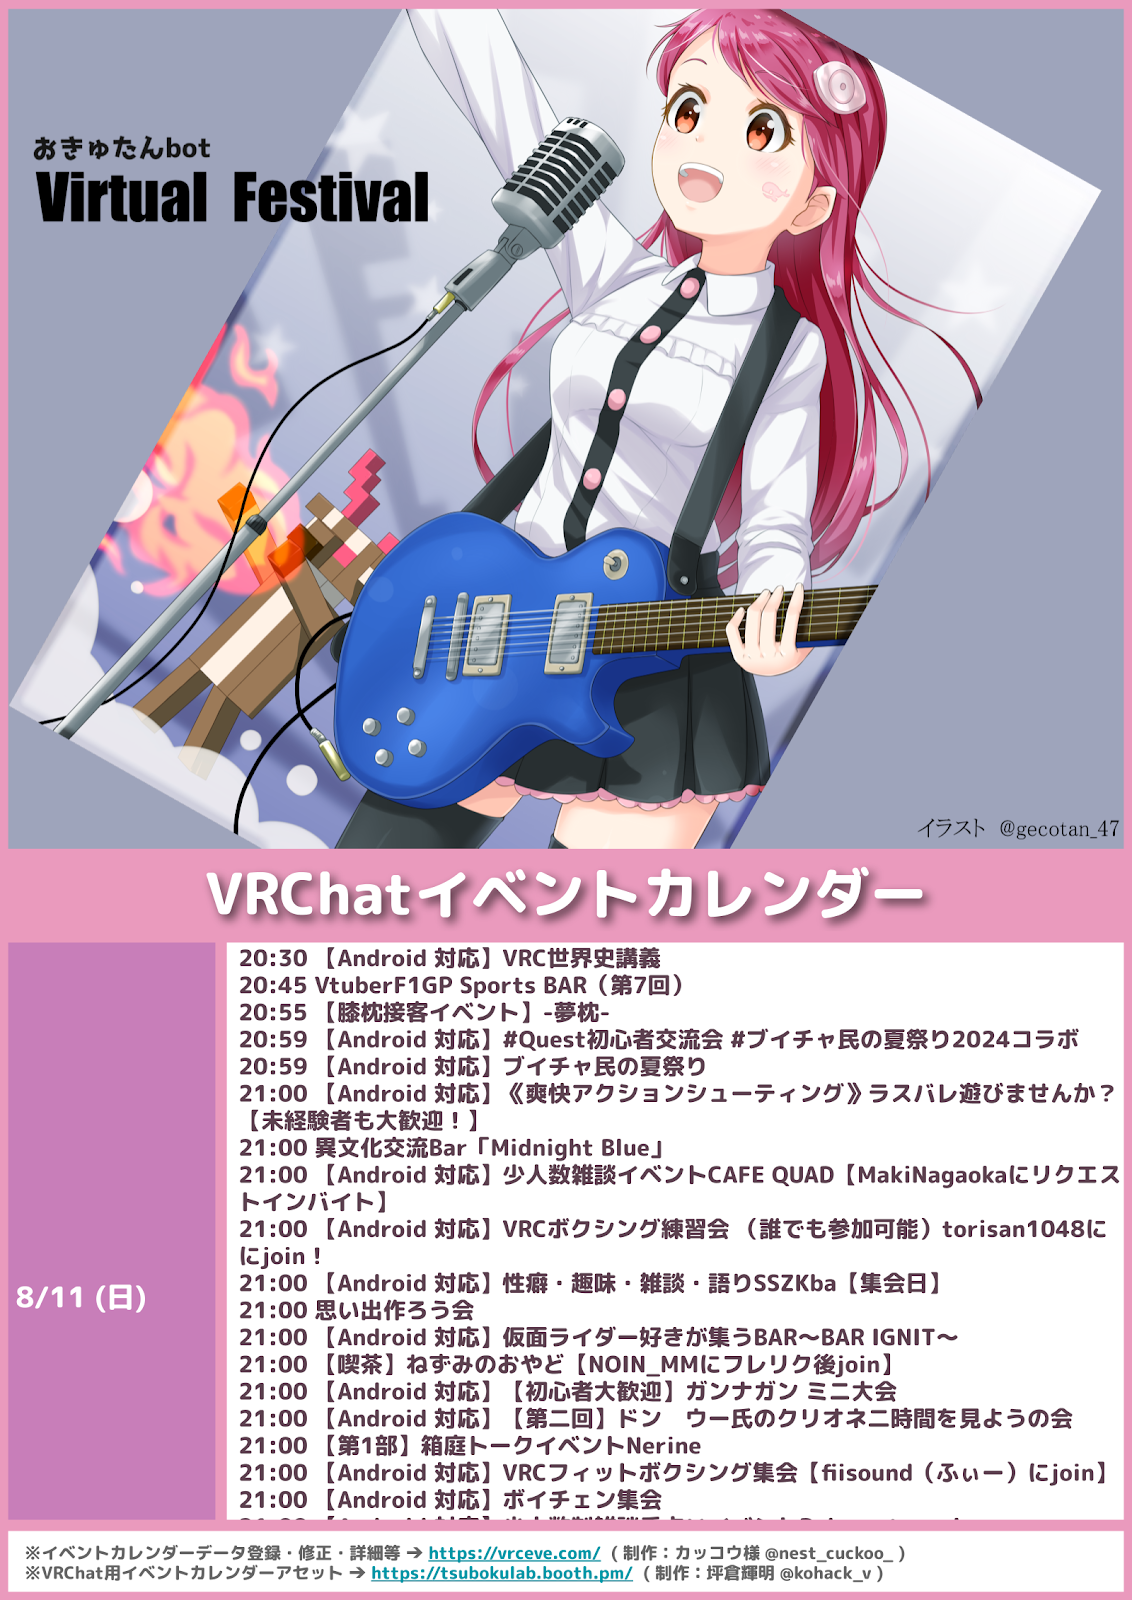 おきゅたんbot
Virtual Festival
イラスト @gecotan_47
VRChatイベントカレンダー
8/11 (日)
20:30 【Android 対応】VRC世界史講義
20:45 VtuberF1GP Sports BAR（第7回）
20:55 【膝枕接客イベント】-夢枕-
20:59 【Android 対応】#Quest初心者交流会 #ブイチャ民の夏祭り2024コラボ
20:59 【Android 対応】ブイチャ民の夏祭り
21:00 【Android 対応】《爽快アクションシューティング》ラスバレ遊びませんか？
【未経験者も大歓迎！】
21:00 異文化交流Bar「Midnight Blue」
21:00 【Android 対応】少人数雑談イベントCAFE QUAD【MakiNagaokaにリクエス
トインバイト】
21:00 【Android 対応】VRCボクシング練習会 （誰でも参加可能）torisan1048に
にjoin！
21:00 【Android 対応】性癖・趣味・雑談・語りSSZKba【集会日】
21:00 思い出作ろう会
21:00 【Android 対応】仮面ライダー好きが集うBAR～BAR IGNIT～
21:00 【喫茶】ねずみのおやど【NOIN_MMにフレリク後join】
21:00 【Android 対応】【初心者大歓迎】ガンナガン ミニ大会
21:00 【Android 対応】【第二回】ドン　ウー氏のクリオネ二時間を見ようの会
21:00 【第1部】箱庭トークイベントNerine
21:00 【Android 対応】VRCフィットボクシング集会【fiisound（ふぃー）にjoin】
21:00 【Android 対応】ボイチェン集会
※イベントカレンダーデータ登録・修正・詳細等 ➔ https://vrceve.com/ （ 制作：カッコウ様 @nest_cuckoo_ ）
※VRChat用イベントカレンダーアセット ➔ https://tsubokulab.booth.pm/ （ 制作：坪倉輝明 @kohack_v ）